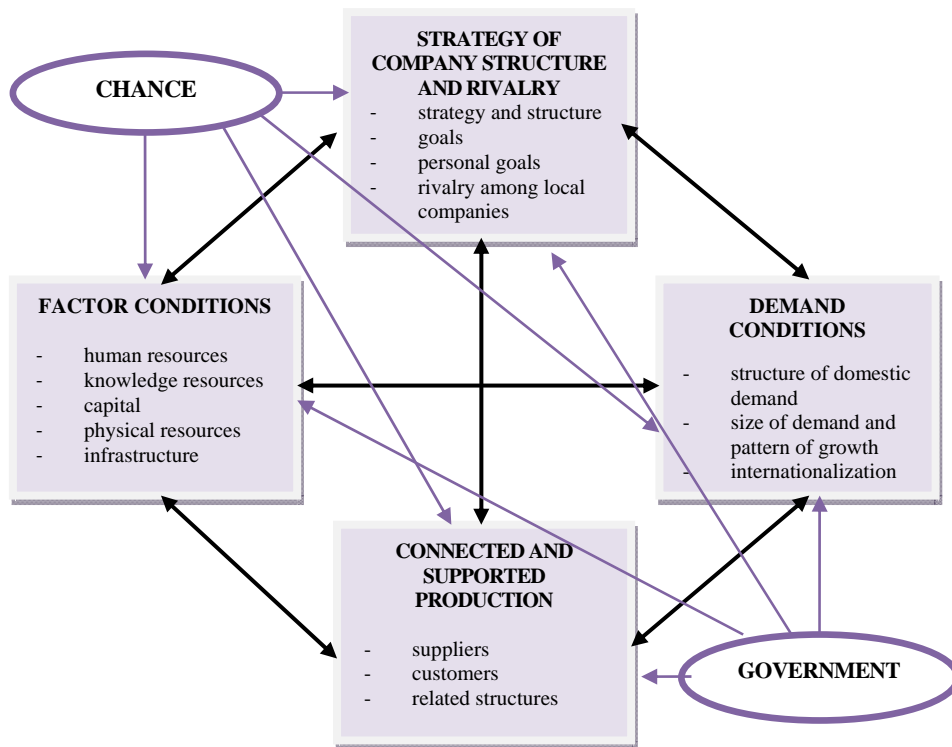 STRATEGY OF
COMPANY STRUCTURE
AND RIVALRY
- strategy and structure
- goals
- personal goals
- rivalry among local
companies
CHANCE
FACTOR CONDITIONS
- human resources
- knowledge resources
- capital
- physical resources
- infrastructure
DEMAND
CONDITIONS
- structure of domestic
demand
- size of demand and
pattern of growth
- internationalization
CONNECTED AND
SUPPORTED
PRODUCTION
- suppliers
- customers
- related structures
GOVERNMENT